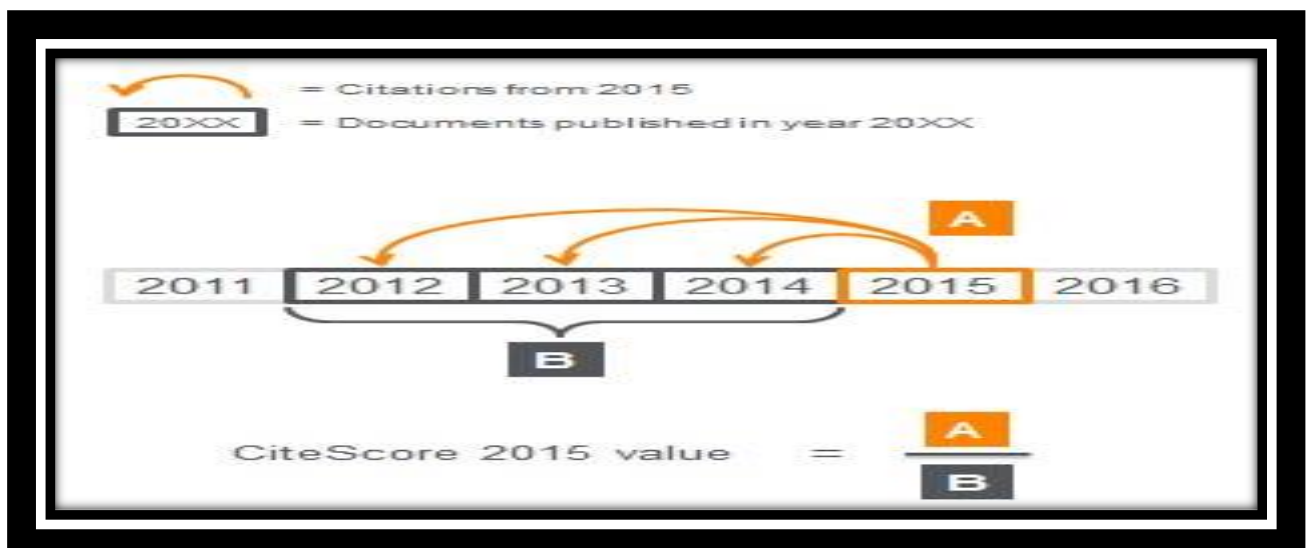 = Citations from 2015
20XX = Documents published in year 20XX
A
2011 2012 2013 2014 2015 2016
B
A
CiteScore 2015 value =
B